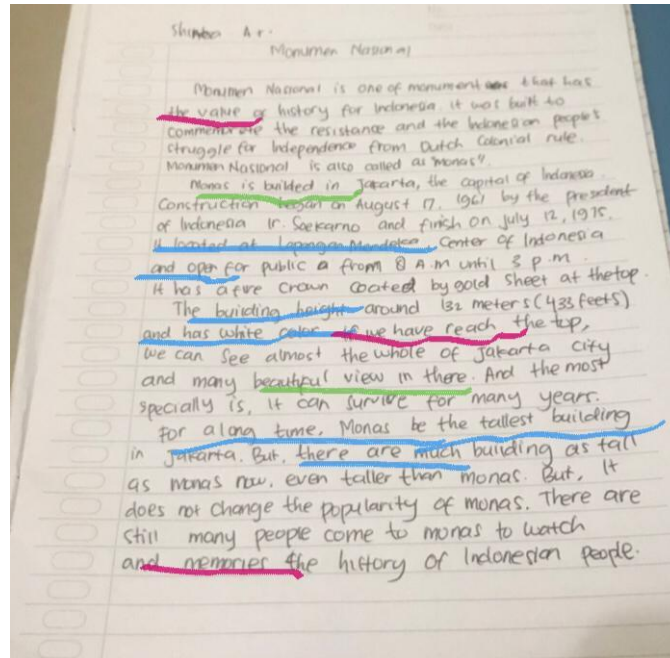 Shinta A r.
Monumen Nasional
Monumen Nasional is one of monument that has
the value of history for Indonesia. It was built to
commemorate the resistance and the Indonesian people's
struggle for Independence from Dutch Colonial rule.
Monumen Nasional is also called as "monas".
Monas is builded in Jakarta, the capital of Indonesia.
Construction began on August 17, 1961 by the president
of Indonesia Ir. Soekarno and finish on july 12, 1975.
It located at Lapangan Merdeka, Center of Indonesia
and open for public from 8 A.m until 3 p.m.
It has a fire crown coated by gold sheet at the top.
The building height around 132 meters (433 feets)
and has white color. If we have reach the top,
we can see almost the whole of Jakarta city
and many beautiful view in there. And the most
specially is, it can survive for many years.
For along time, Monas be the tallest building
in Jakarta. But, there are much building as tall
as monas now, even taller than monas. But, It
does not change the popularity of monas. There are
still many people come to monas to watch
and memories the history of Indonesian people.